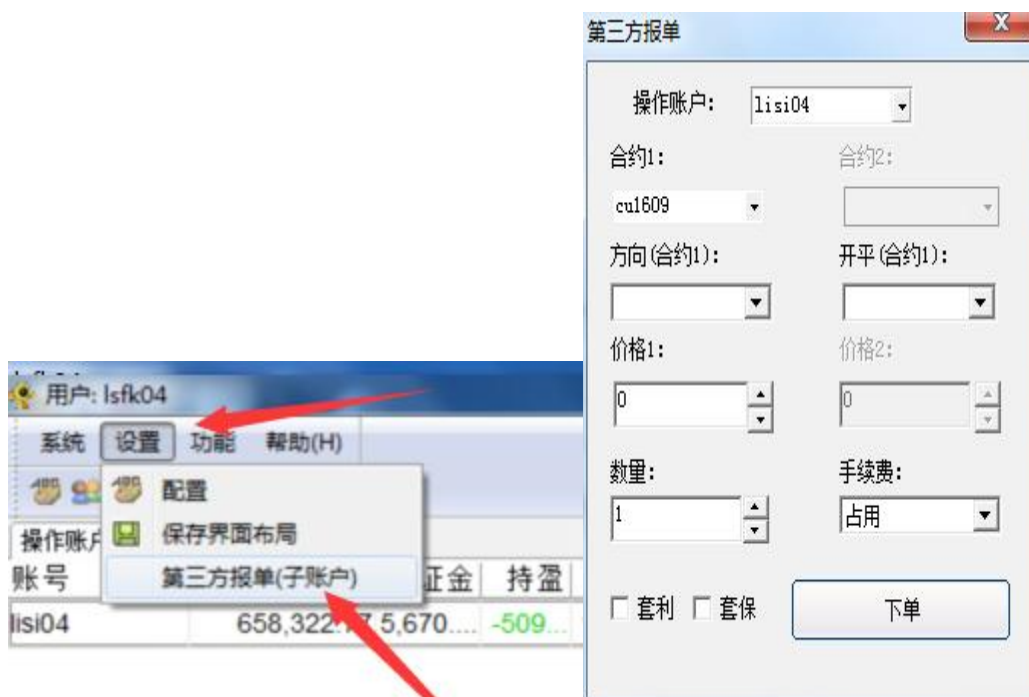 第三方报单
操作账户: lisi04
合约1: 合约2:
cu1609
方向(合约1): 开平(合约1):
价格1: 价格2:
0 0
数量: 手续费:
1 占用
套利 套保 下单
用户: lsfk04
系统 设置 功能 帮助(H)
配置
保存界面布局
操作账户
第三方报单(子账户)
账号 证金 持盈
lisi04 5,670.... -509...